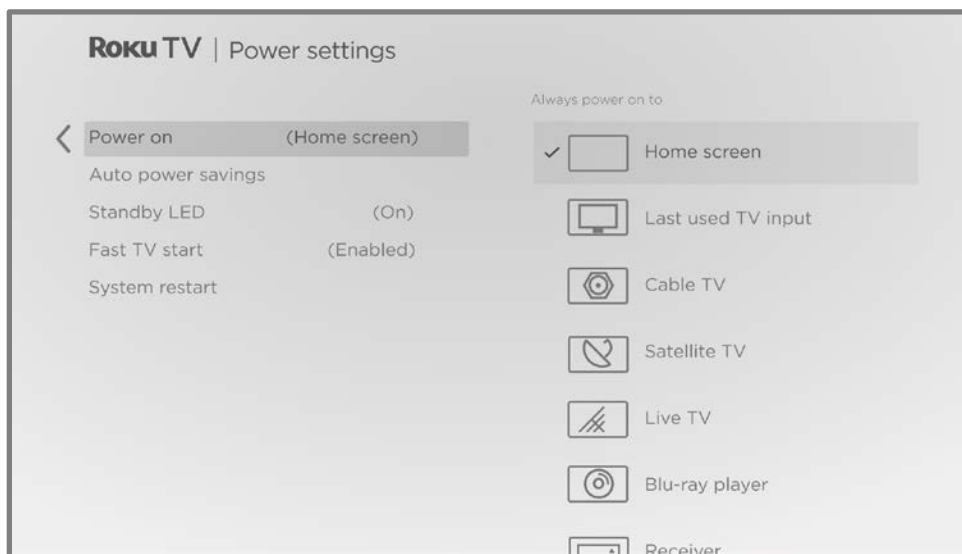 Roku TV | Power settings
Always power on to
Power on (Home screen)
Auto power savings
Standby LED (On)
Fast TV start (Enabled)
System restart
Home screen
Last used TV input
Cable TV
Satellite TV
Live TV
Blu-ray player
Receiver